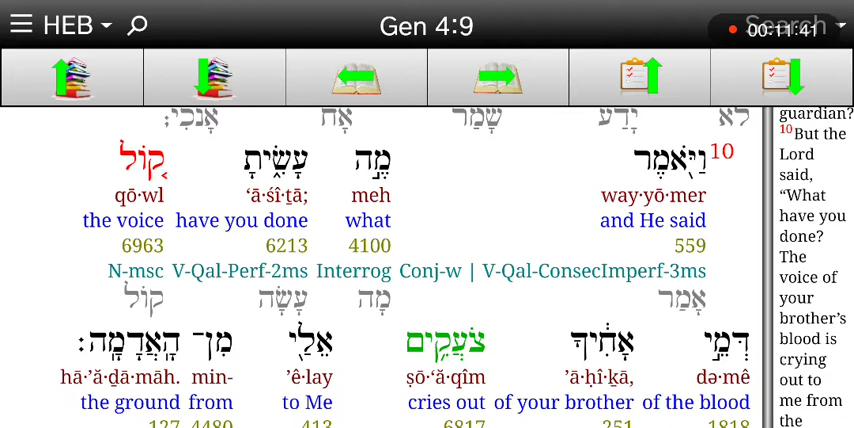 HEB
Gen 4:9
Search
00:11:41
לֹא יָדַע שָׁמַר אָח אָנֹכִי׃
10 וַיֹּ֖אמֶר מֶ֣ה עָשִׂ֑יתָ ק֚וֹל
way·yō·mer meh ‘ā·śî·ṯā; qō·wl
and He said what have you done the voice
559 4100 6213 6963
Conj-w | V-Qal-ConsecImperf-3ms Interrog V-Qal-Perf-2ms N-msc
אָמַר מָה עָשָׂה קוֹל
דְּמֵ֣י אָחִ֔יךָ צֹעֲקִ֥ים אֵלַ֖י מִן־ הָֽאֲדָמָֽה׃
də·mê ’ā·ḥî·ḵā, ṣō·‘ă·qîm ’ê·lay min- hā·’ă·ḏā·māh.
of the blood of your brother cries out to Me from the ground
1818 251 6817 413 4480 127
guardian?
10But the
Lord
said,
“What
have you
done?
The
voice of
your
brother’s
blood is
crying
out to
me from
the